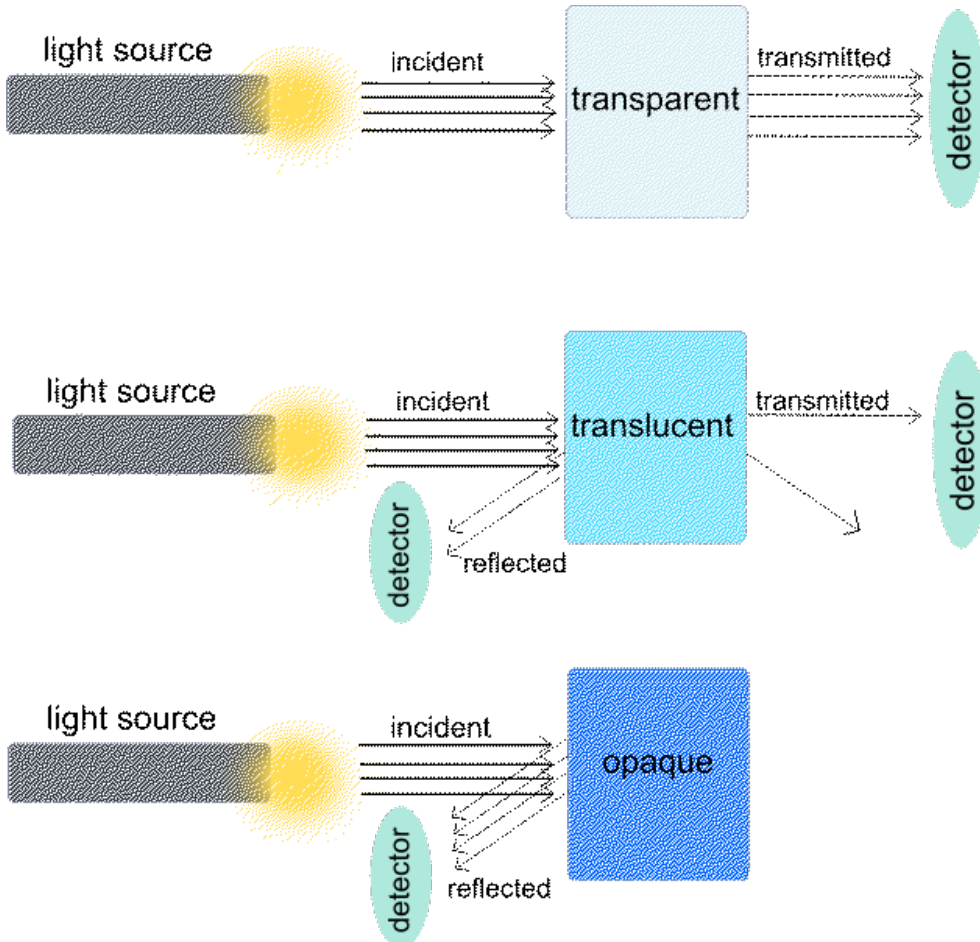 light source
incident
transmitted
transparent
detector
light source
incident
transmitted
translucent
detector
detector
reflected
light source
incident
opaque
detector
reflected